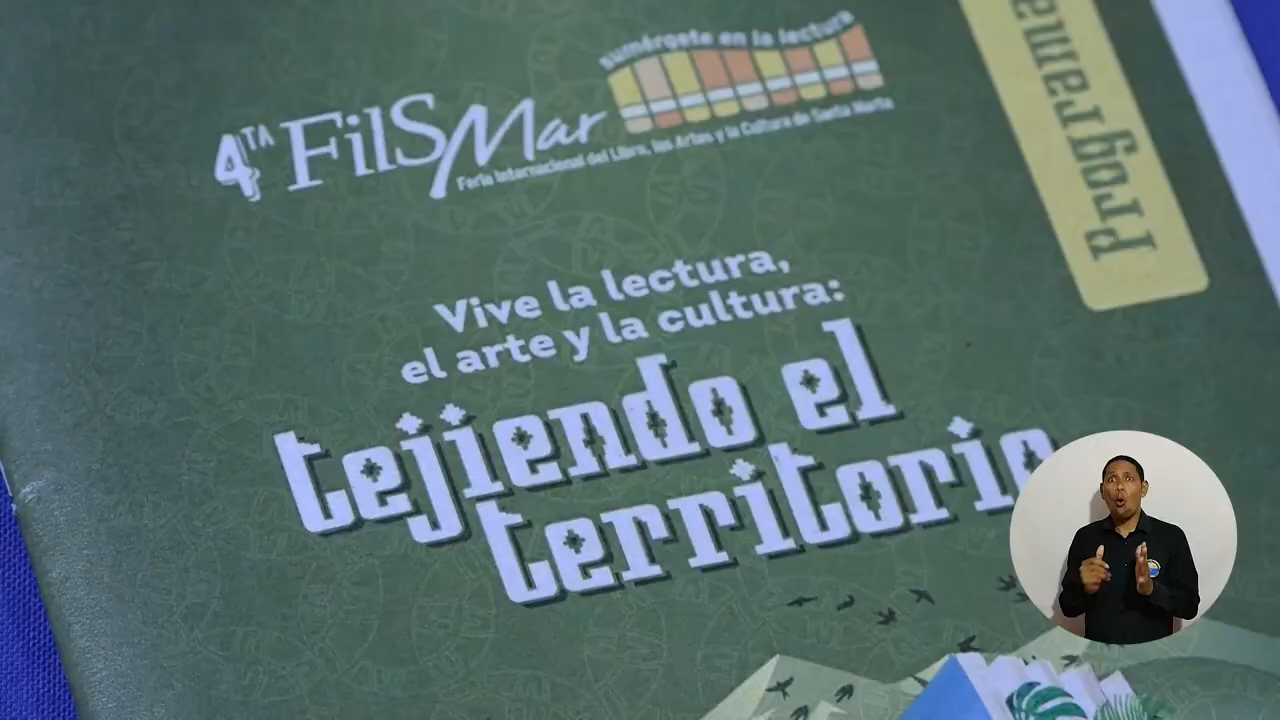 sumérgete en la lectura
4TA FilSMar
Feria Internacional del Libro, las Artes y la Cultura de Santa Marta
Programa
Vive la lectura,
el arte y la cultura:
tejiendo el
territorio